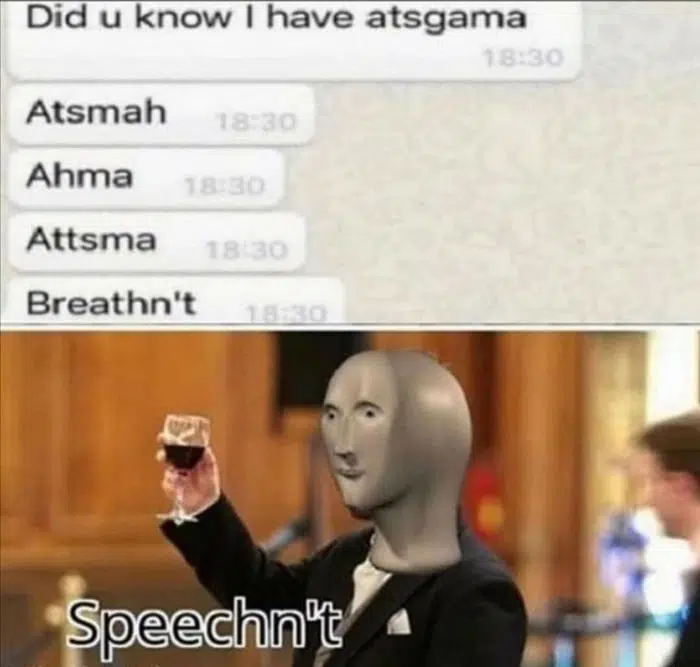 Did u know I have atsgama
18:30
Atsmah 18:30
Ahma 18:30
Attsma 18:30
Breathn't 18:30
Speechn't